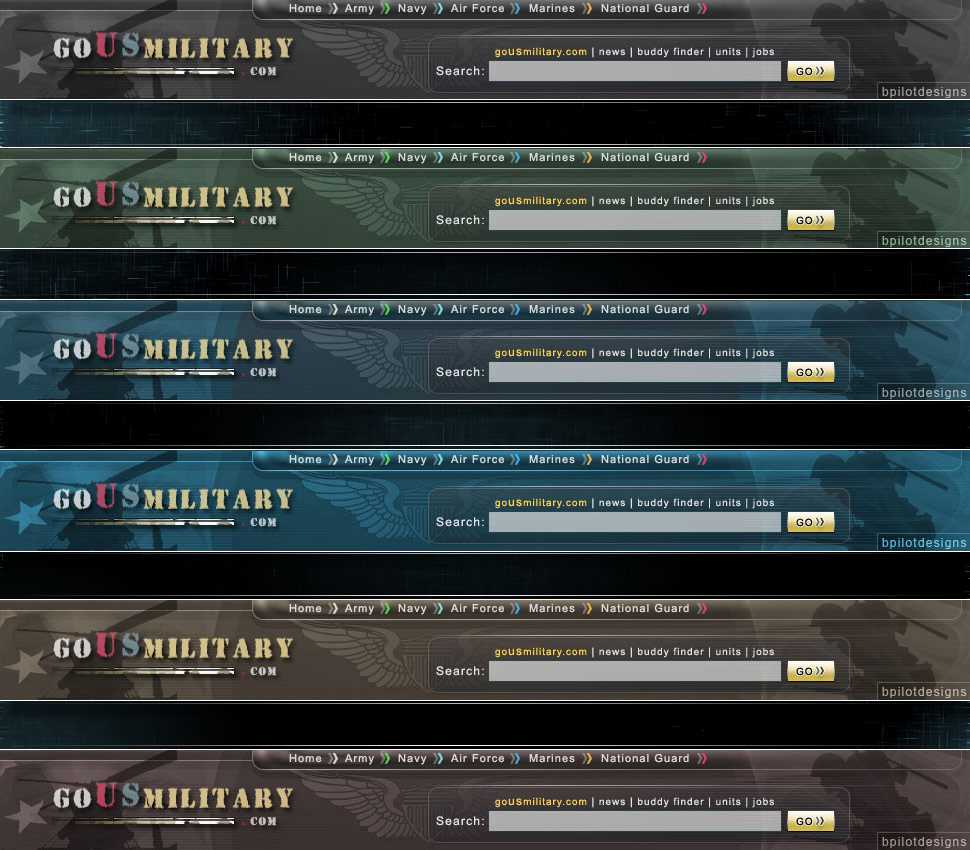 Home Army Navy Air Force Marines National Guard
GOUSMILITARY
.COM
goUSmilitary.com | news | buddy finder | units | jobs
Search: GO
bpilotdesigns
Home Army Navy Air Force Marines National Guard
GOUSMILITARY
.COM
goUSmilitary.com | news | buddy finder | units | jobs
Search: GO
bpilotdesigns
Home Army Navy Air Force Marines National Guard
GOUSMILITARY
.COM
goUSmilitary.com | news | buddy finder | units | jobs
Search: GO
bpilotdesigns
Home Army Navy Air Force Marines National Guard
GOUSMILITARY
.COM
goUSmilitary.com | news | buddy finder | units | jobs
Search: GO
bpilotdesigns
Home Army Navy Air Force Marines National Guard
GOUSMILITARY
.COM
goUSmilitary.com | news | buddy finder | units | jobs
Search: GO
bpilotdesigns
Home Army Navy Air Force Marines National Guard
GOUSMILITARY
.COM
goUSmilitary.com | news | buddy finder | units | jobs
Search: GO
bpilotdesigns